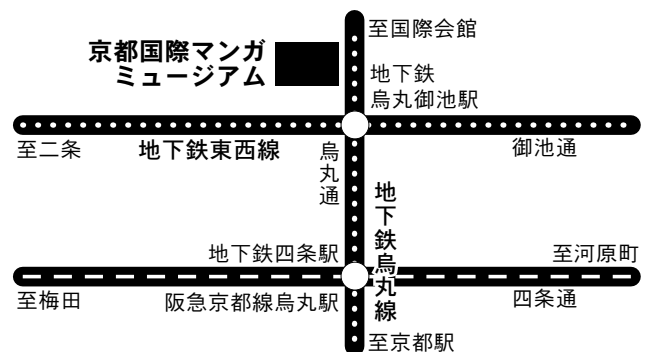 至国際会館
京都国際マンガ
ミュージアム
地下鉄
烏丸御池駅
至二条
地下鉄東西線
烏丸通
御池通
地下鉄烏丸線
地下鉄四条駅
至河原町
至梅田
阪急京都線烏丸駅
四条通
至京都駅